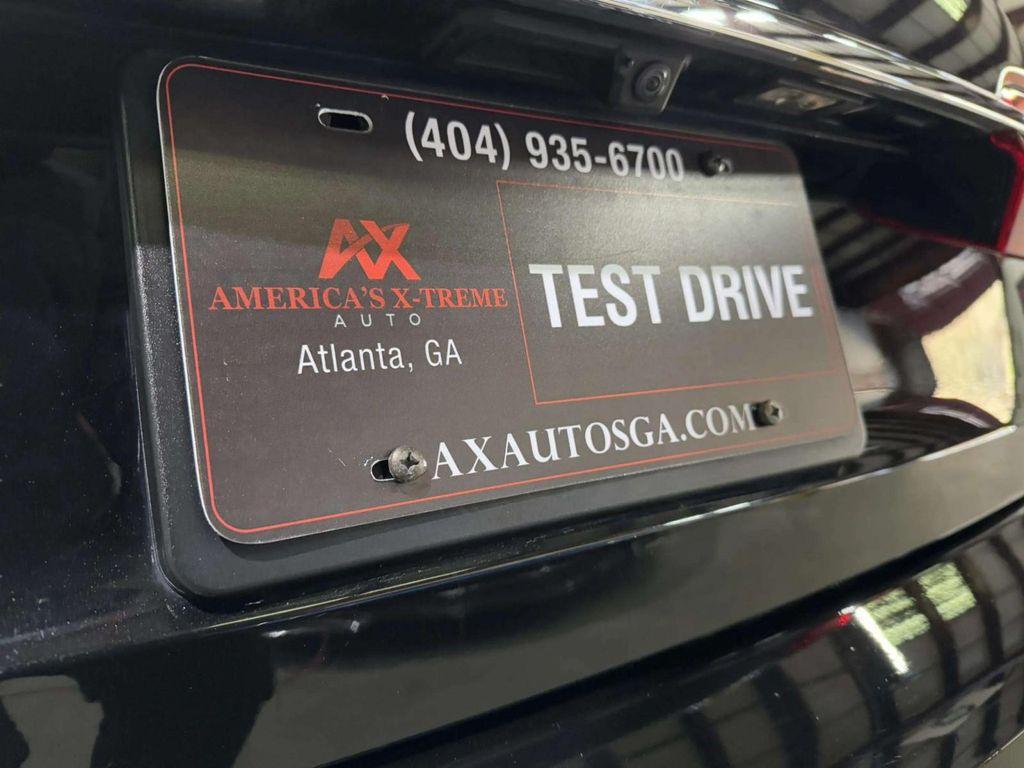 (404) 935-6700
AX
AMERICA'S X-TREME
AUTO
Atlanta, GA
TEST DRIVE
AXAUTOSGA.COM